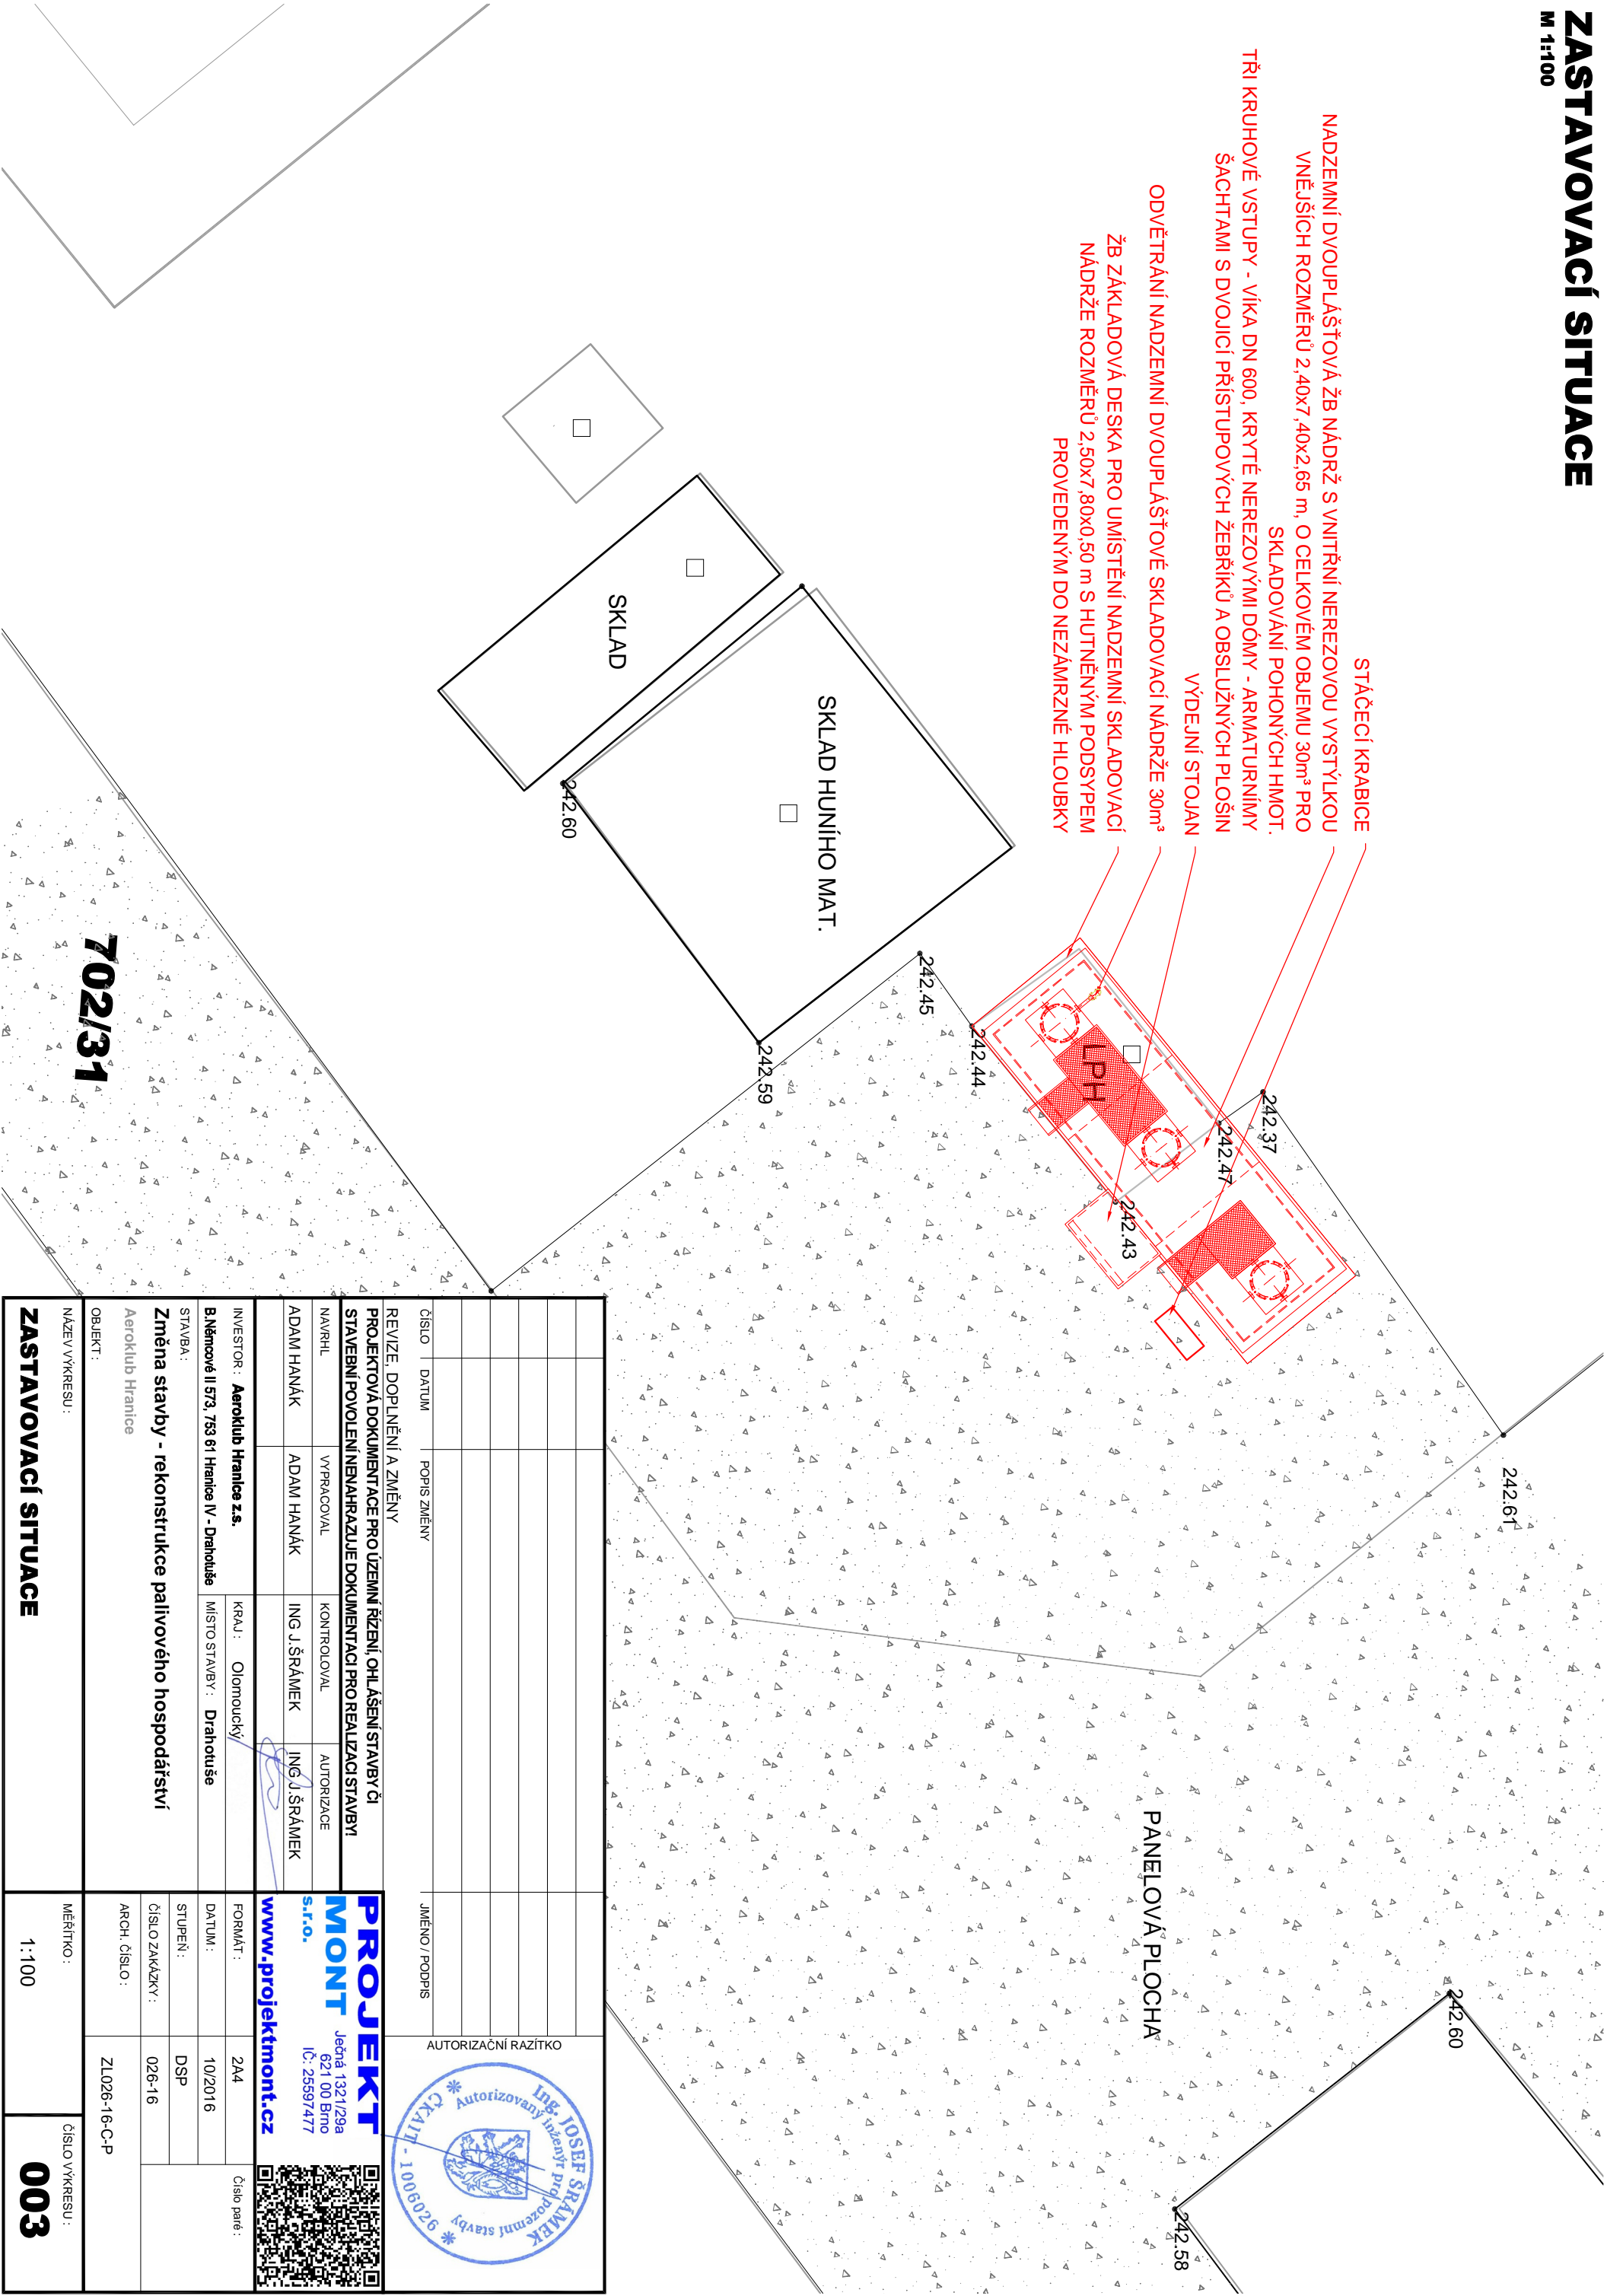 ZASTAVOVACÍ SITUACE
M 1:100
STÁČECÍ KRABICE
NADZEMNÍ DVOUPLÁŠŤOVÁ ŽB NÁDRŽ S VNITŘNÍ NEREZOVOU VYSTÝLKOU
VNĚJŠÍCH ROZMĚRŮ 2,40x7,40x2,65 m, O CELKOVÉM OBJEMU 30m³ PRO
SKLADOVÁNÍ POHONÝCH HMOT.
TŘI KRUHOVÉ VSTUPY - VÍKA DN 600, KRYTÉ NEREZOVÝMI DÓMY - ARMATURNÍMY
ŠACHTAMI S DVOJICÍ PŘÍSTUPOVÝCH ŽEBŘÍKŮ A OBSLUŽNÝCH PLOŠIN
VÝDEJNÍ STOJAN
ODVĚTRÁNÍ NADZEMNÍ DVOUPLÁŠŤOVÉ SKLADOVACÍ NÁDRŽE 30m³
ŽB ZÁKLADOVÁ DESKA PRO UMÍSTĚNÍ NADZEMNÍ SKLADOVACÍ
NÁDRŽE ROZMĚRŮ 2,50x7,80x0,50 m S HUTNĚNÝM PODSYPEM
PROVEDENÝM DO NEZÁMRZNÉ HLOUBKY
242.61
242.60
242.58
242.37
242.47
242.43
LPH
242.44
242.45
PANELOVÁ PLOCHA
SKLAD HUNÍHO MAT.
242.59
SKLAD
242.60
702/31
ČÍSLO
DATUM
POPIS ZMĚNY
JMÉNO / PODPIS
REVIZE, DOPLNĚNÍ A ZMĚNY
AUTORIZAČNÍ RAZÍTKO
Ing. JOSEF ŠRÁMEK
Autorizovaný inženýr pro pozemní stavby
ČKAIT - 1006026
PROJEKTOVÁ DOKUMENTACE PRO ÚZEMNÍ ŘÍZENÍ, OHLÁŠENÍ STAVBY ČI
STAVEBNÍ POVOLENÍ NENAHRAZUJE DOKUMENTACI PRO REALIZACI STAVBY!
NAVRHL
VYPRACOVAL
KONTROLOVAL
AUTORIZACE
ADAM HANÁK
ADAM HANÁK
ING J.ŠRÁMEK
ING J.ŠRÁMEK
PROJEKT
MONT
s.r.o.
Ječná 1321/29a
621 00 Brno
IČ: 25597477
www.projektmont.cz
INVESTOR : Aeroklub Hranice z.s.
B.Němcové II 573, 753 61 Hranice IV - Drahotuše
KRAJ : Olomoucký
MÍSTO STAVBY : Drahotuše
STAVBA :
Změna stavby - rekonstrukce palivového hospodářství
Aeroklub Hranice
FORMÁT : 2A4
DATUM : 10/2016
STUPEŇ : DSP
ČÍSLO ZAKÁZKY : 026-16
ARCH. ČÍSLO : ZL026-16-C-P
Číslo paré :
OBJEKT :
NÁZEV VÝKRESU :
ZASTAVOVACÍ SITUACE
MĚŘÍTKO :
1:100
ČÍSLO VÝKRESU :
003